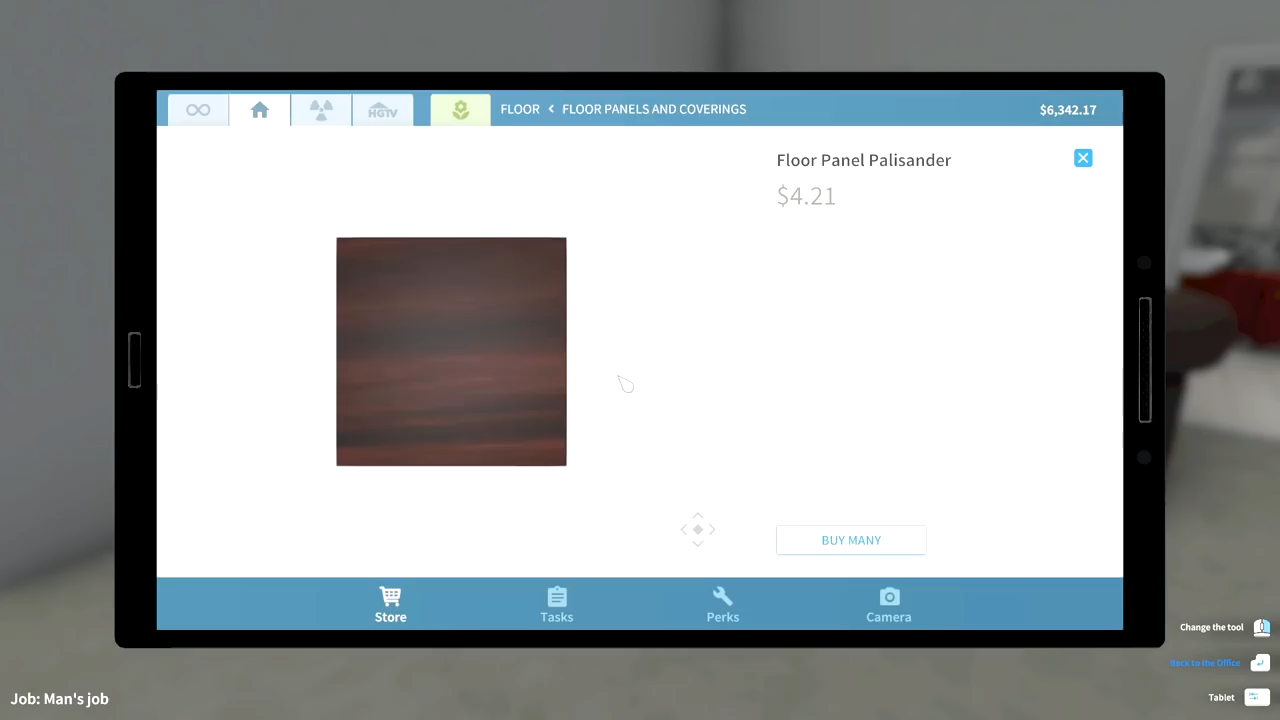 HGTV
FLOOR < FLOOR PANELS AND COVERINGS
$6,342.17
Floor Panel Palisander
$4.21
BUY MANY
Store
Tasks
Perks
Camera
Change the tool
Back to the Office
Tablet
Job: Man's job